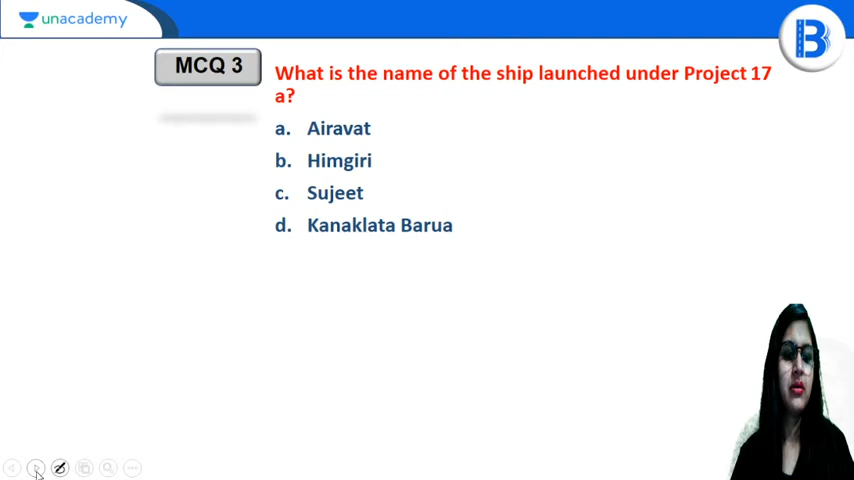 unacademy
B
MCQ 3
What is the name of the ship launched under Project 17
a?
a. Airavat
b. Himgiri
c. Sujeet
d. Kanaklata Barua